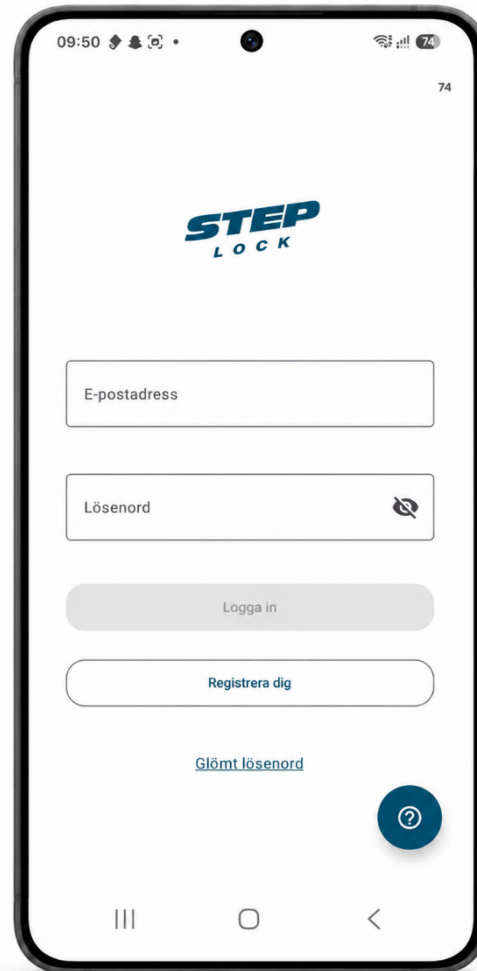 09:50
74
74
STEP
LOCK
E-postadress
Lösenord
Logga in
Registrera dig
Glömt lösenord
?